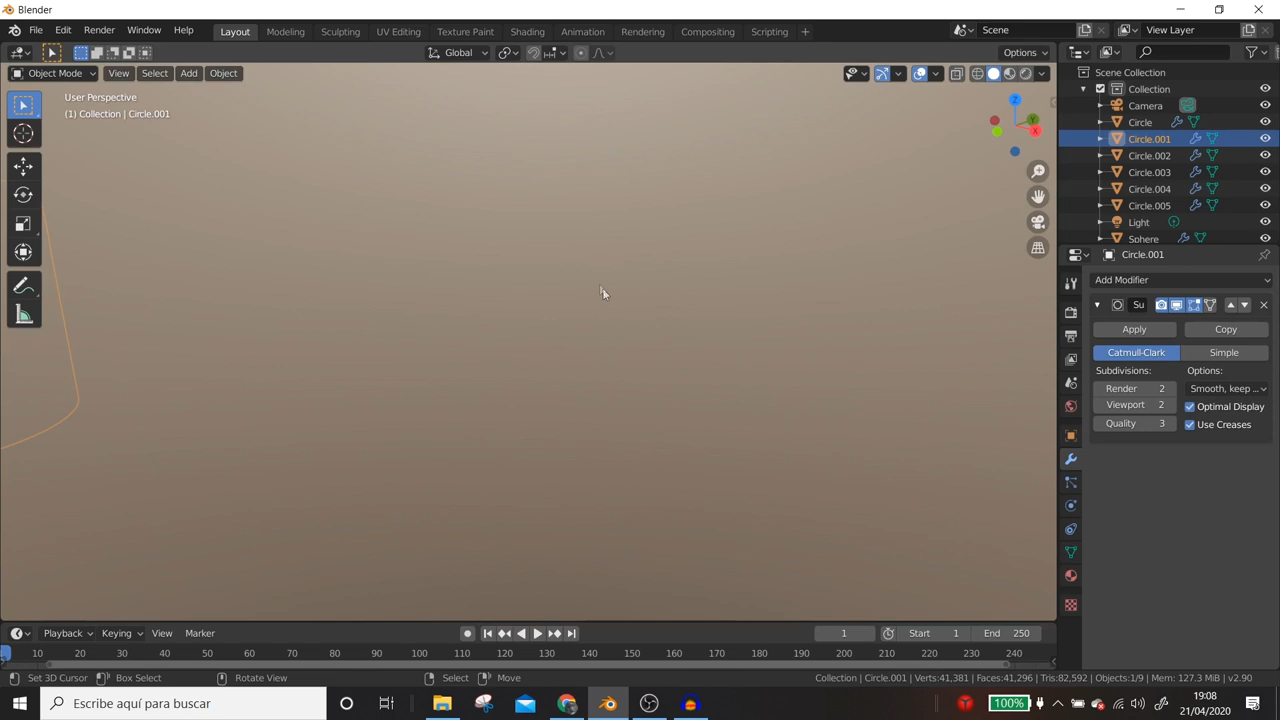 Blender
File Edit Render Window Help Layout Modeling Sculpting UV Editing Texture Paint Shading Animation Rendering Compositing Scripting + Scene View Layer
Global Options
Object Mode View Select Add Object
User Perspective
(1) Collection | Circle.001
Z
Y
X
Scene Collection
Collection
Camera
Circle
Circle.001
Circle.002
Circle.003
Circle.004
Circle.005
Light
Sphere
Circle.001
Add Modifier
Su
Apply Copy
Catmull-Clark Simple
Subdivisions: Options:
Render 2 Smooth, keep ...
Viewport 2 Optimal Display
Quality 3 Use Creases
Playback Keying View Marker 1 Start 1 End 250
10 20 30 40 50 60 70 80 90 100 110 120 130 140 150 160 170 180 190 200 210 220 230 240
Set 3D Cursor Box Select Rotate View Select Move Collection | Circle.001 | Verts:41,381 | Faces:41,296 | Tris:82,592 | Objects:1/9 | Mem: 127.3 MiB | v2.90
Escribe aquí para buscar 100% 19:08
21/04/2020